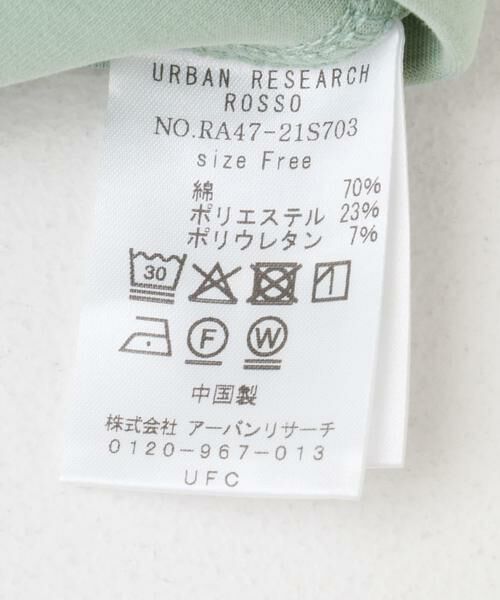 URBAN RESEARCH
ROSSO
NO.RA47-21S703
size Free
綿 70%
ポリエステル 23%
ポリウレタン 7%
30
F W
中国製
株式会社 アーバンリサーチ
0120-967-013
UFC